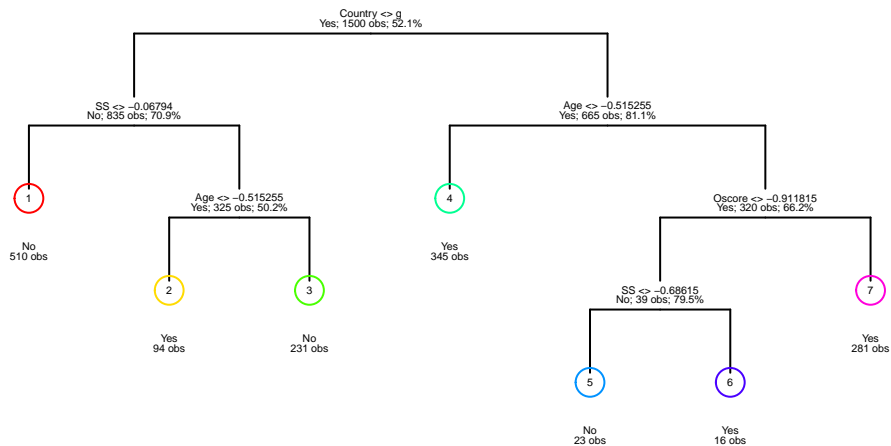 Country <> g
Yes; 1500 obs; 52.1%
SS <> −0.06794
No; 835 obs; 70.9%
Age <> −0.515255
Yes; 665 obs; 81.1%
1
No
510 obs
Age <> −0.515255
Yes; 325 obs; 50.2%
4
Yes
345 obs
Oscore <> −0.911815
Yes; 320 obs; 66.2%
2
Yes
94 obs
3
No
231 obs
SS <> −0.68615
No; 39 obs; 79.5%
7
Yes
281 obs
5
No
23 obs
6
Yes
16 obs